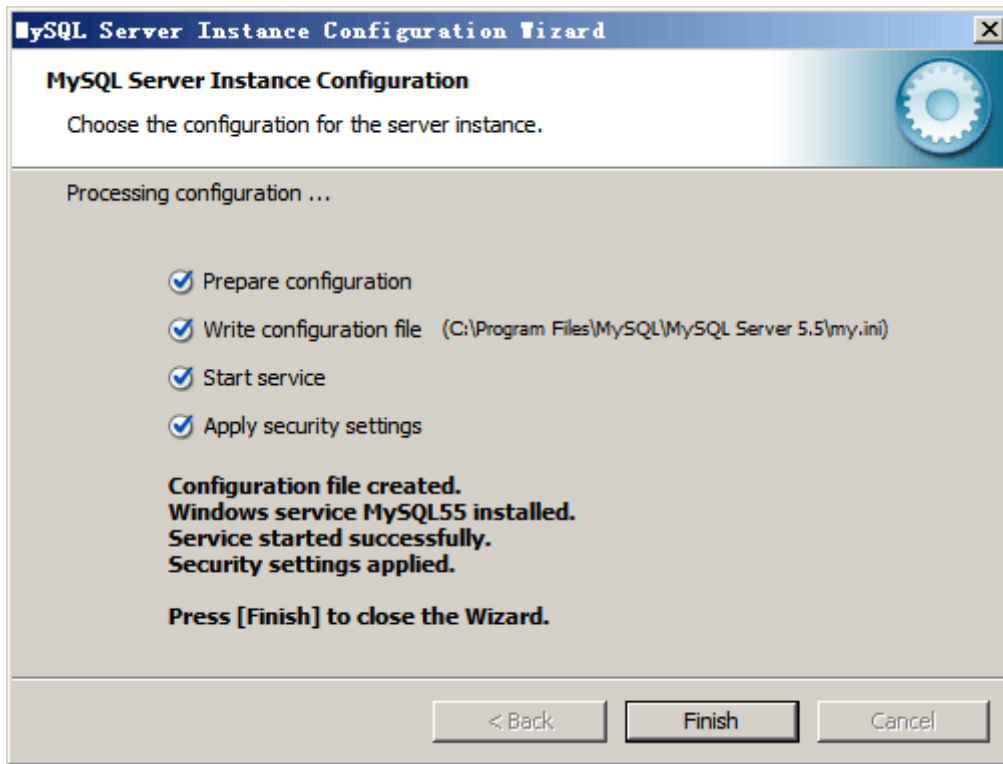 MySQL Server Instance Configuration Wizard
MySQL Server Instance Configuration
Choose the configuration for the server instance.
Processing configuration ...
Prepare configuration
Write configuration file (C:\Program Files\MySQL\MySQL Server 5.5\my.ini)
Start service
Apply security settings
Configuration file created.
Windows service MySQL55 installed.
Service started successfully.
Security settings applied.
Press [Finish] to close the Wizard.
< Back Finish Cancel